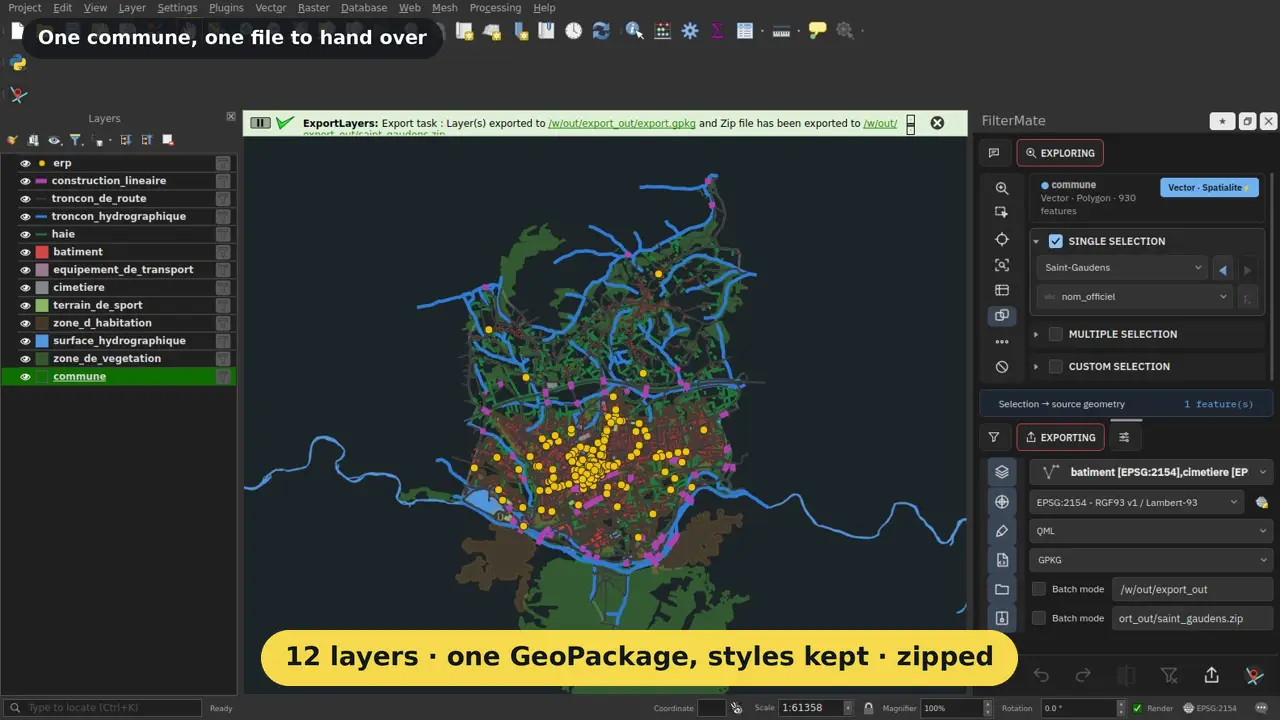 Project Edit View Layer Settings Plugins Vector Raster Database Web Mesh Processing Help
One commune, one file to hand over
Layers
erp
construction_lineaire
troncon_de_route
troncon_hydrographique
haie
batiment
equipement_de_transport
cimetiere
terrain_de_sport
zone_d_habitation
surface_hydrographique
zone_de_vegetation
commune
ExportLayers: Export task : Layer(s) exported to /w/out/export_out/export.gpkg and Zip file has been exported to /w/out/
export_out/saint_gaudens.zip
FilterMate
EXPLORING
commune
Vector · Polygon · 930
features
Vector · Spatialite
SINGLE SELECTION
Saint-Gaudens
abc nom_officiel
MULTIPLE SELECTION
CUSTOM SELECTION
Selection → source geometry 1 feature(s)
EXPORTING
batiment [EPSG:2154],cimetiere [EP
EPSG:2154 - RGF93 v1 / Lambert-93
QML
GPKG
Batch mode /w/out/export_out
Batch mode ort_out/saint_gaudens.zip
12 layers · one GeoPackage, styles kept · zipped
Type to locate (Ctrl+K) Ready Coordinate Scale 1:61358 Magnifier 100% Rotation 0.0 ° Render EPSG:2154